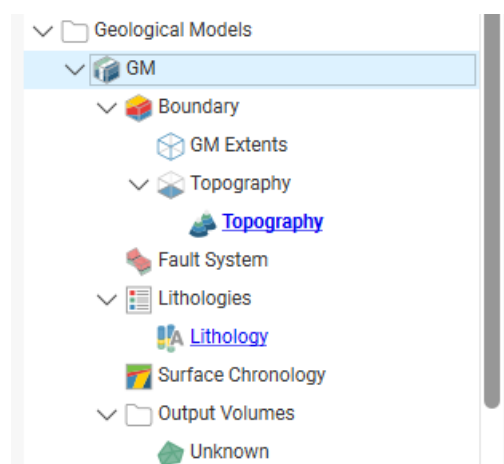 Geological Models
GM
Boundary
GM Extents
Topography
Topography
Fault System
Lithologies
Lithology
Surface Chronology
Output Volumes
Unknown